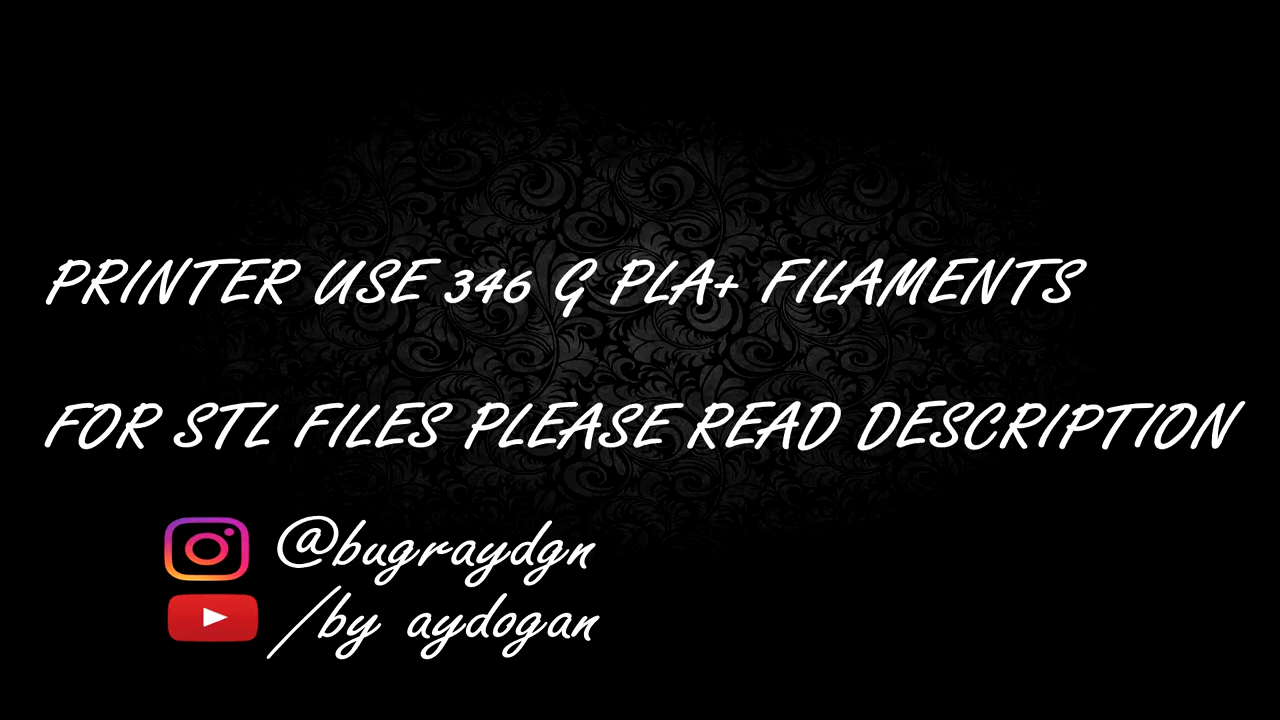 PRINTER USE 346 G PLA+ FILAMENTS
FOR STL FILES PLEASE READ DESCRIPTION
@bugraydgn
/by aydogan